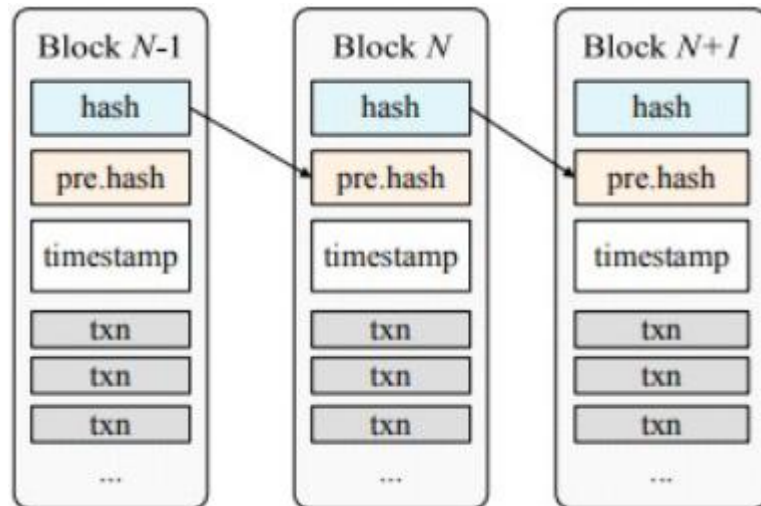 Block N-1
hash
pre.hash
timestamp
txn
txn
txn
...
Block N
hash
pre.hash
timestamp
txn
txn
txn
...
Block N+1
hash
pre.hash
timestamp
txn
txn
txn
...